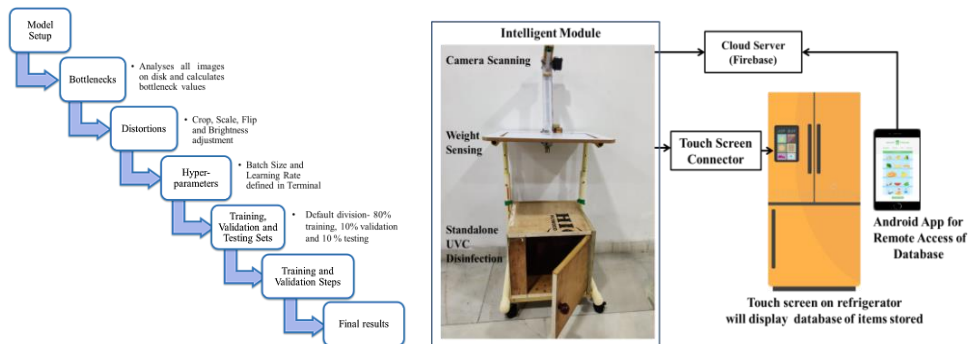 Model
Setup
Bottlenecks
• Analyses all images
on disk and calculates
bottleneck values
Distortions
• Crop, Scale, Flip
and Brightness
adjustment
Hyper-
parameters
• Batch Size and
Learning Rate
defined in Terminal
Training,
Validation and
Testing Sets
• Default division- 80%
training, 10% validation
and 10 % testing
Training and
Validation Steps
Final results
Intelligent Module
Camera Scanning
Weight
Sensing
Standalone
UVC
Disinfection
Cloud Server
(Firebase)
Touch Screen
Connector
Android App for
Remote Access of
Database
Touch screen on refrigerator
will display database of items stored